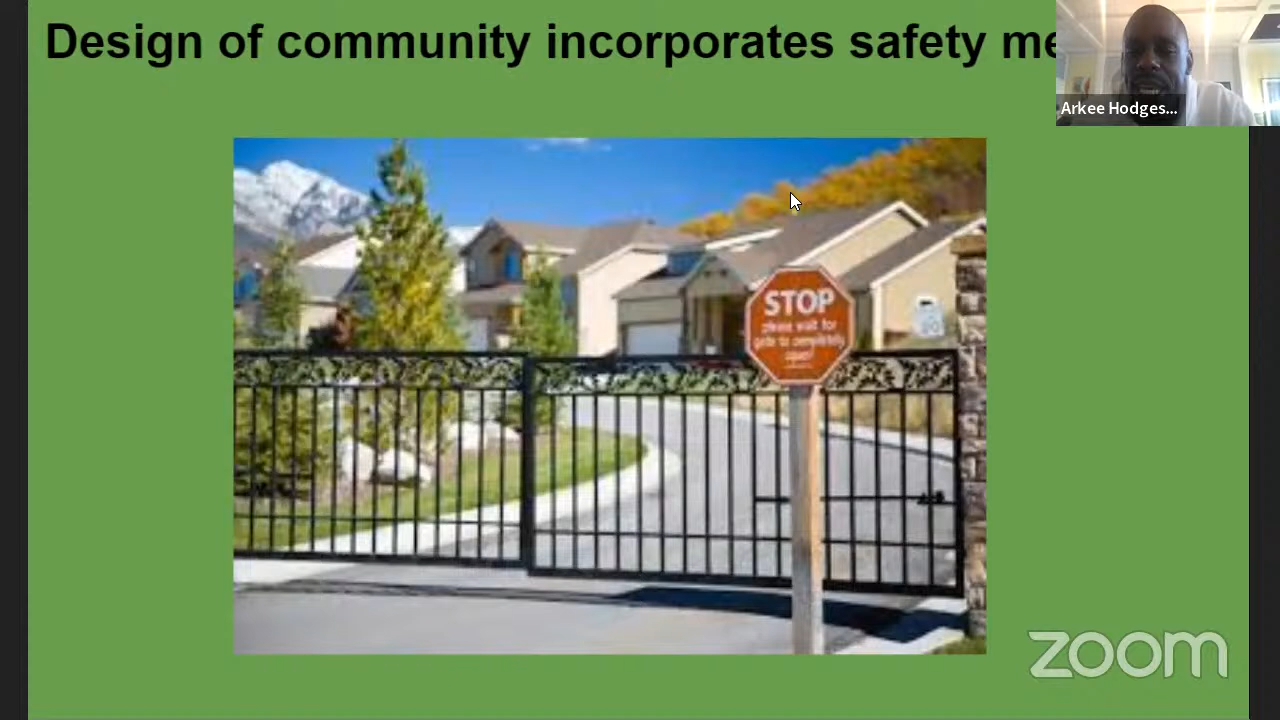 Design of community incorporates safety me
Arkee Hodges...
STOP
please wait for
gate to completely
open!
zoom